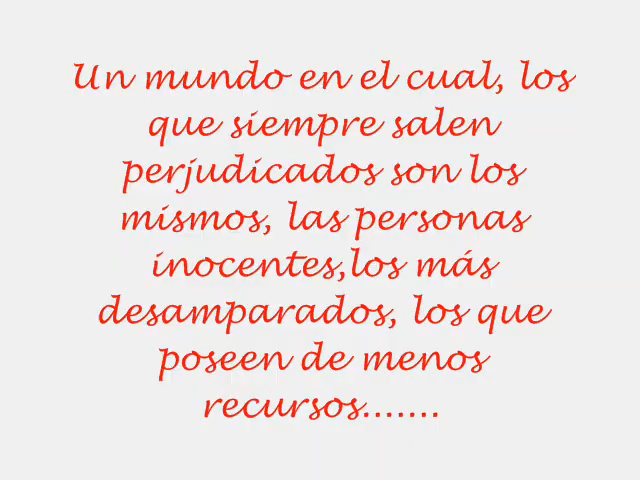 Un mundo en el cual, los
que siempre salen
perjudicados son los
mismos, las personas
inocentes,los más
desamparados, los que
poseen de menos
recursos.......